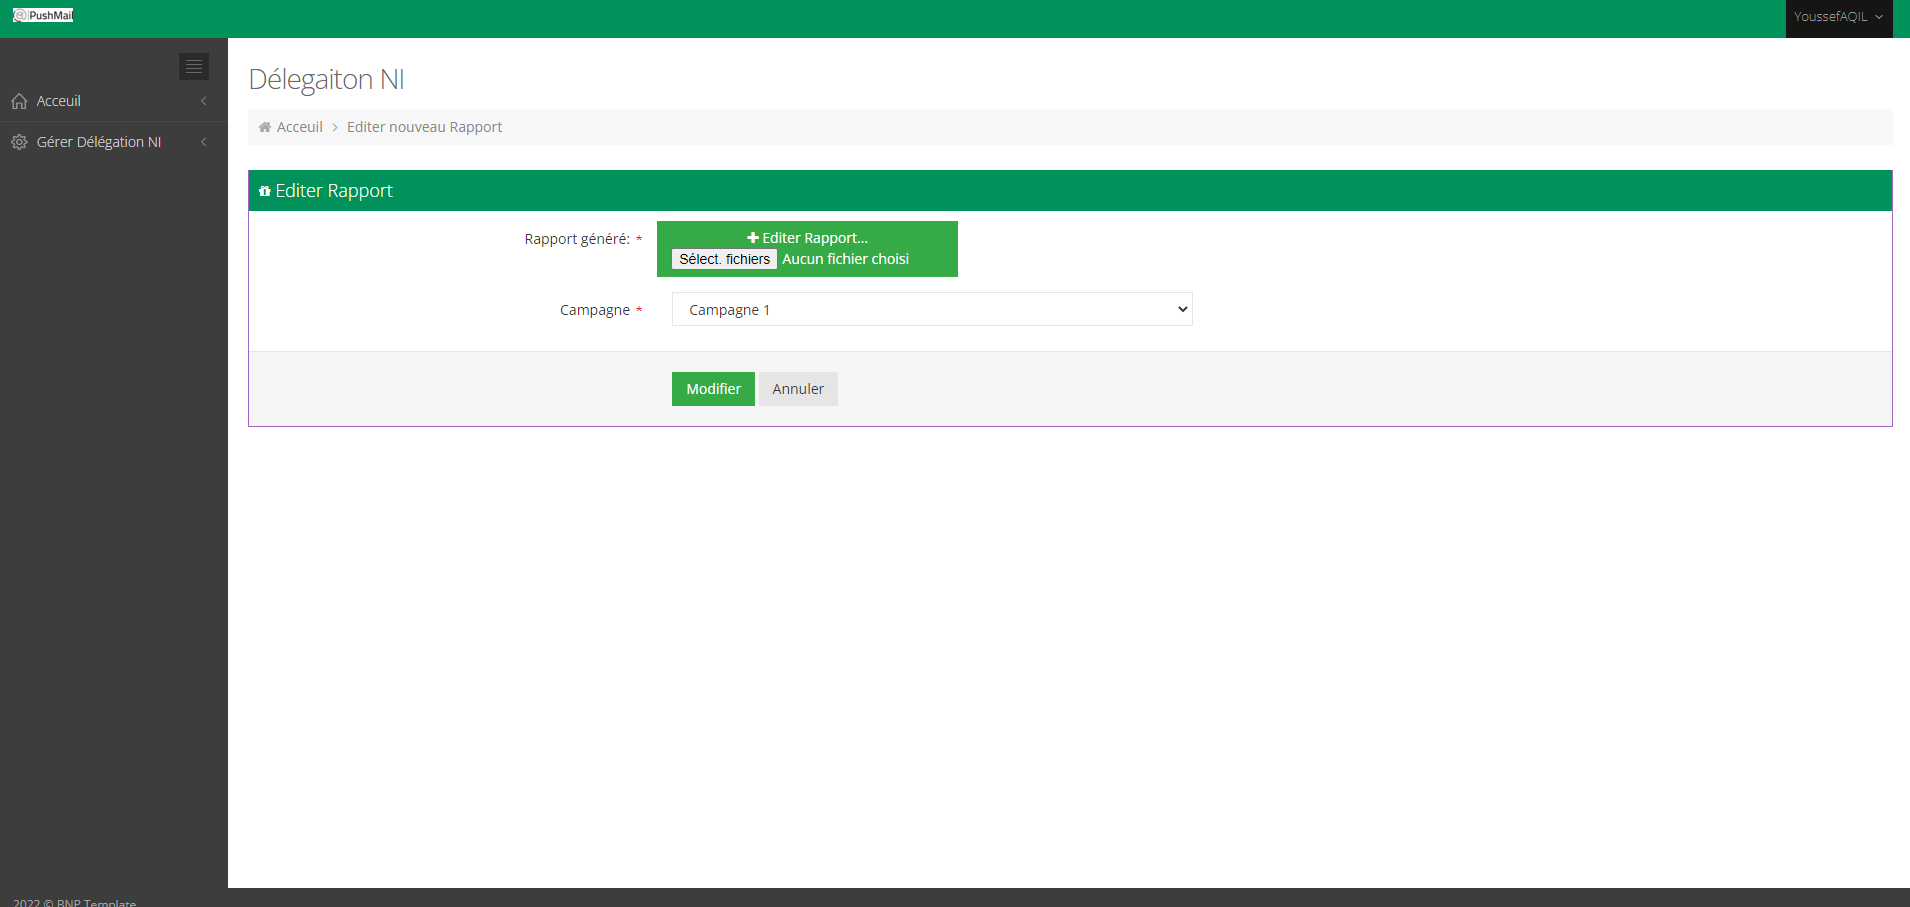 @PushMail
YoussefAQIL
Délegaiton NI
Acceuil
Gérer Délégation NI
Acceuil > Editer nouveau Rapport
Editer Rapport
Rapport généré: *
Editer Rapport...
Sélect. fichiers Aucun fichier choisi
Campagne *
Campagne 1
Modifier
Annuler
2022 © BNP Template